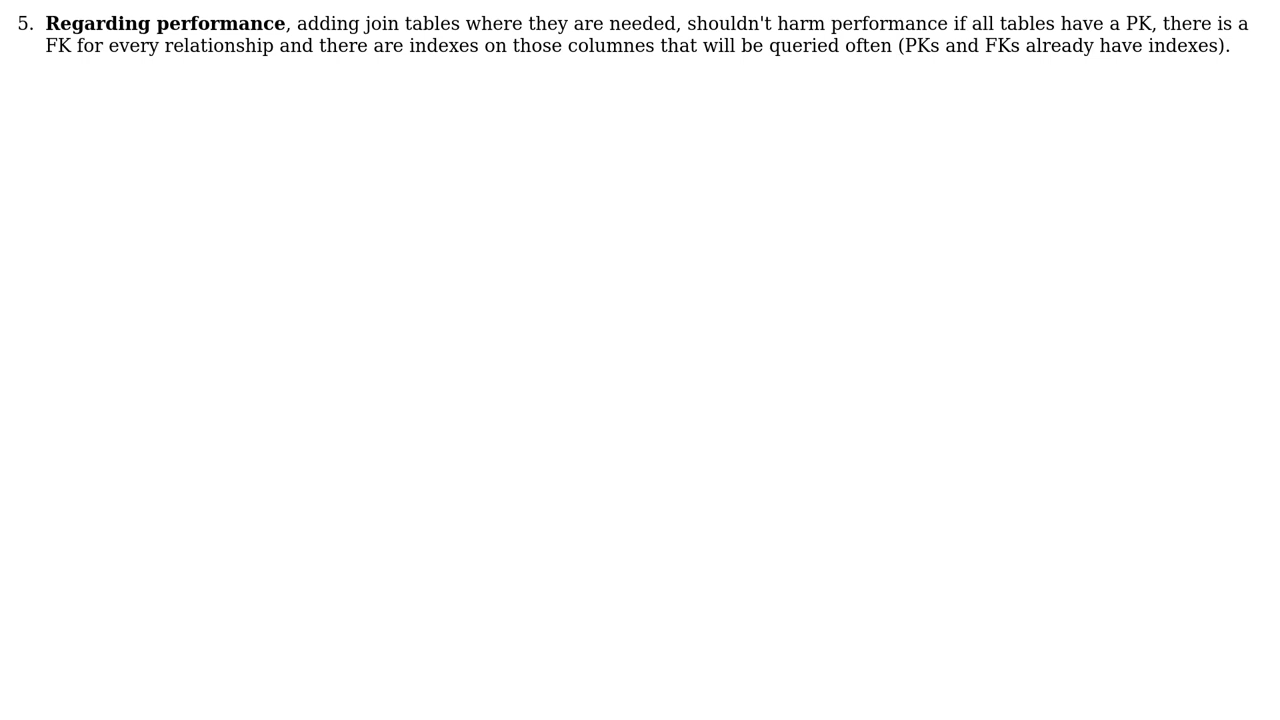 5. Regarding performance, adding join tables where they are needed, shouldn't harm performance if all tables have a PK, there is a
FK for every relationship and there are indexes on those columnes that will be queried often (PKs and FKs already have indexes).